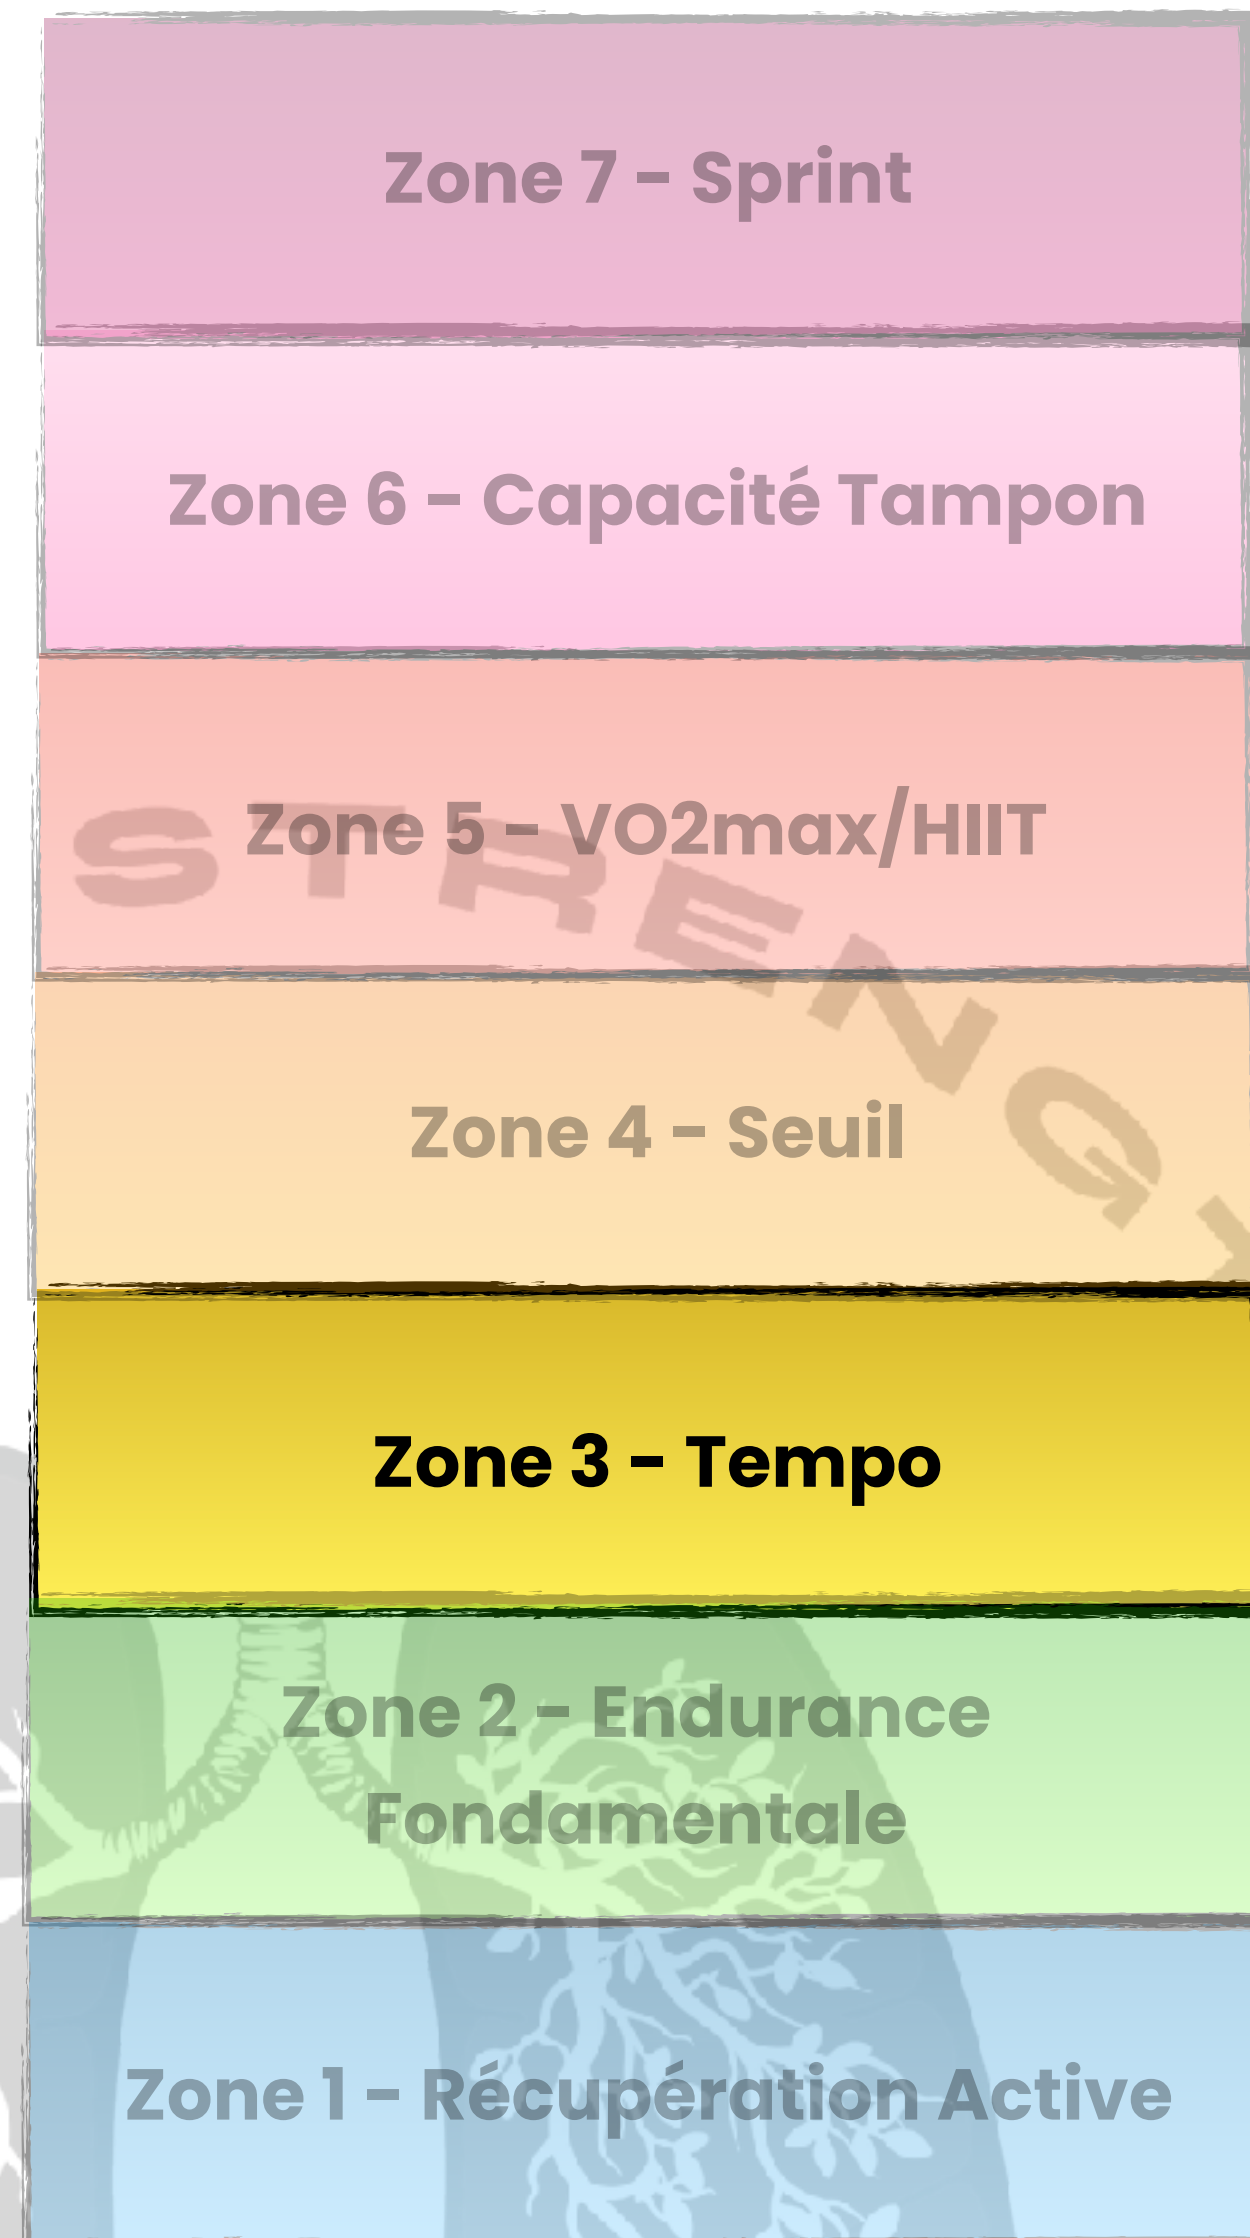 Zone 7 - Sprint
Zone 6 - Capacité Tampon
Zone 5 - VO2max/HIIT
STRENG
Zone 4 - Seuil
Zone 3 - Tempo
Zone 2 - Endurance
Fondamentale
Zone 1 - Récupération Active